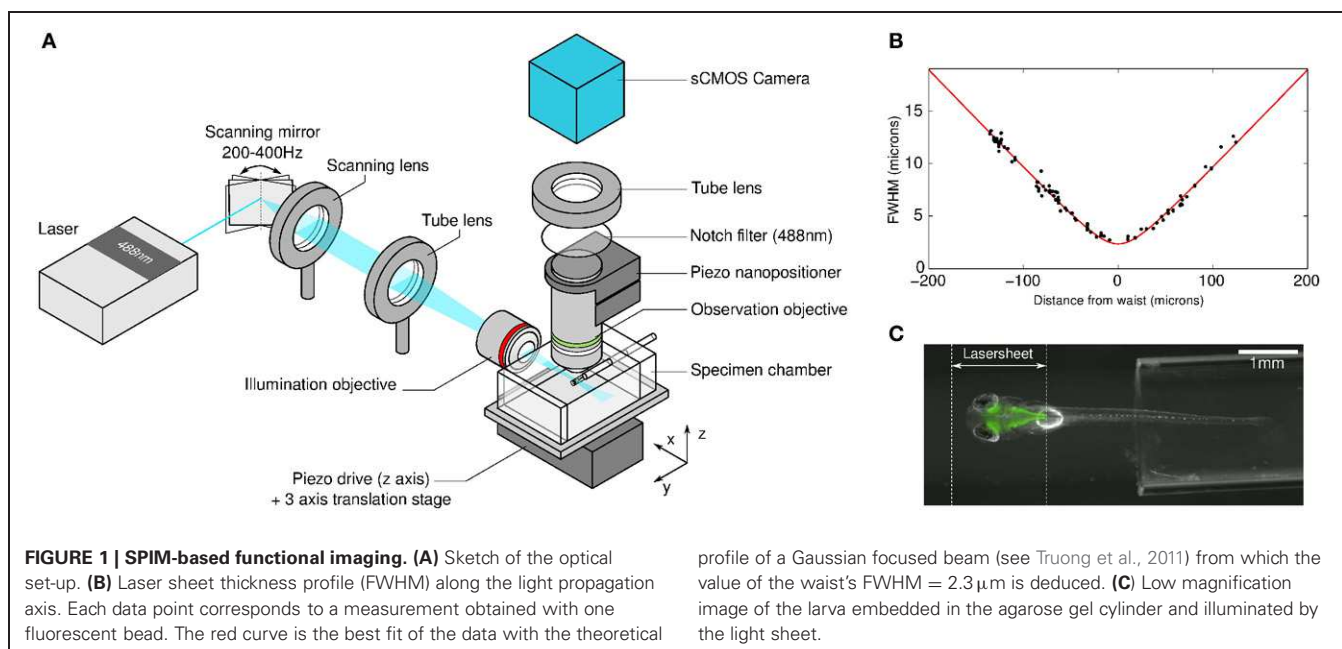 A
sCMOS Camera
Scanning mirror
200-400Hz
Scanning lens
Tube lens
Laser
488nm
Tube lens
Notch filter (488nm)
Piezo nanopositioner
Observation objective
Illumination objective
Specimen chamber
Piezo drive (z axis)
+ 3 axis translation stage
x
y
z
B
FWHM (microns)
15
10
5
0
−200
−100
0
100
200
Distance from waist (microns)
C
Lasersheet
1mm
FIGURE 1 | SPIM-based functional imaging. (A) Sketch of the optical
set-up. (B) Laser sheet thickness profile (FWHM) along the light propagation
axis. Each data point corresponds to a measurement obtained with one
fluorescent bead. The red curve is the best fit of the data with the theoretical
profile of a Gaussian focused beam (see Truong et al., 2011) from which the
value of the waist's FWHM = 2.3 μm is deduced. (C) Low magnification
image of the larva embedded in the agarose gel cylinder and illuminated by
the light sheet.